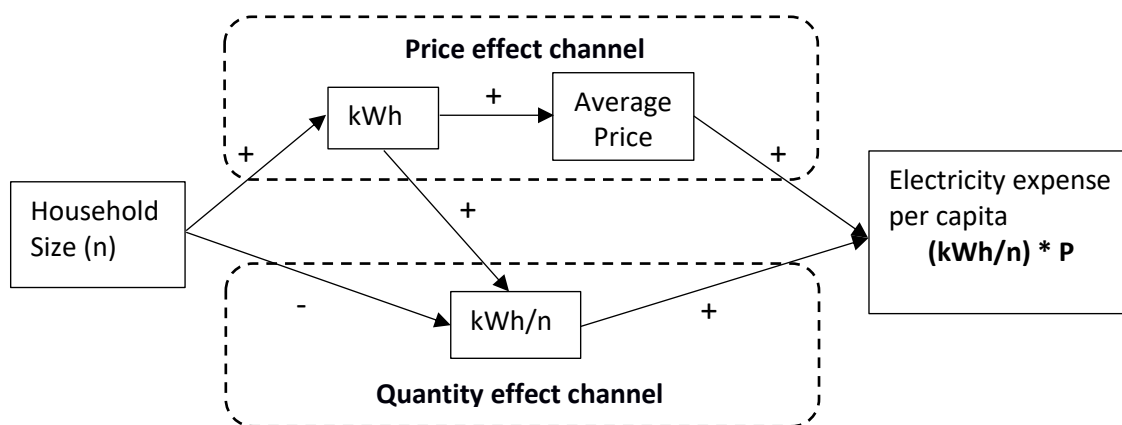 Price effect channel
+
kWh
Average
Price
+
+
Household
Size (n)
+
Electricity expense
per capita
(kWh/n) * P
-
kWh/n
+
Quantity effect channel